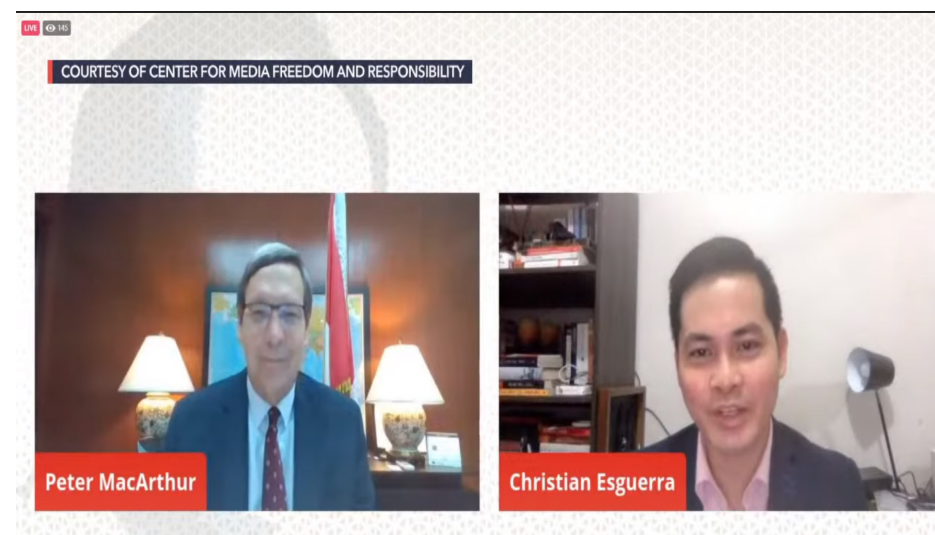 LIVE 145
COURTESY OF CENTER FOR MEDIA FREEDOM AND RESPONSIBILITY
Peter MacArthur
Christian Esguerra